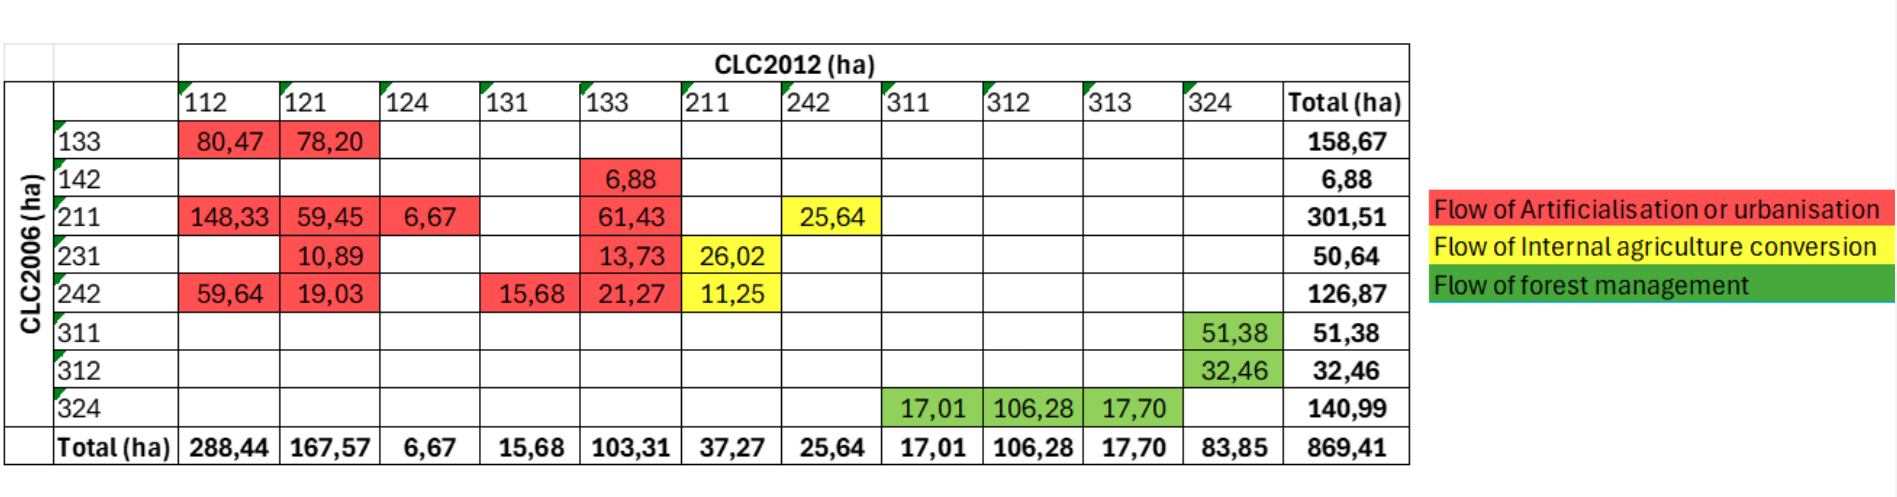 CLC2012 (ha)
112 121 124 131 133 211 242 311 312 313 324 Total (ha)
CLC2006 (ha)
133 80,47 78,20 158,67
142 6,88 6,88
211 148,33 59,45 6,67 61,43 25,64 301,51
231 10,89 13,73 26,02 50,64
242 59,64 19,03 15,68 21,27 11,25 126,87
311 51,38 51,38
312 32,46 32,46
324 17,01 106,28 17,70 140,99
Total (ha) 288,44 167,57 6,67 15,68 103,31 37,27 25,64 17,01 106,28 17,70 83,85 869,41
Flow of Artificialisation or urbanisation
Flow of Internal agriculture conversion
Flow of forest management